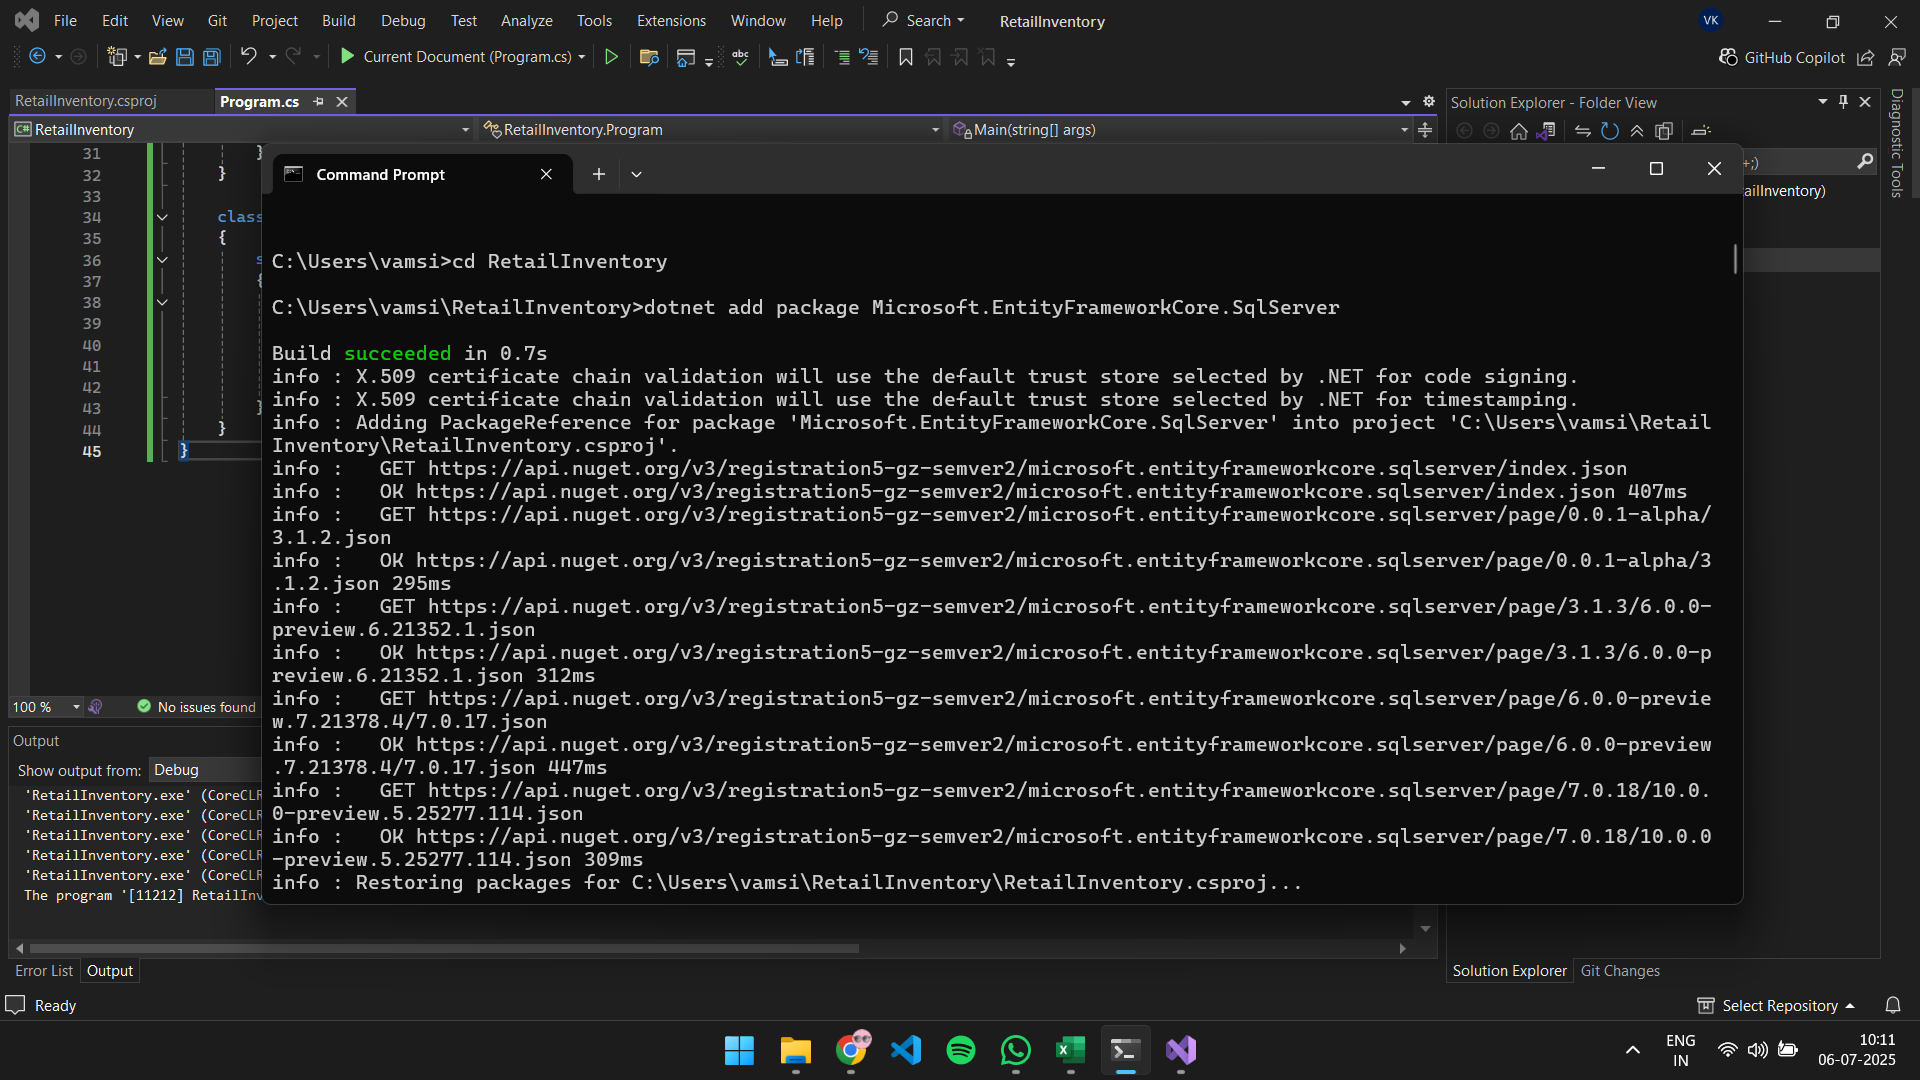 File Edit View Git Project Build Debug Test Analyze Tools Extensions Window Help Search RetailInventory VK
Current Document (Program.cs) abc GitHub Copilot
RetailInventory.csproj Program.cs
C# RetailInventory RetailInventory.Program Main(string[] args)
Solution Explorer - Folder View
Diagnostic Tools
+;)
ailInventory)
31 }
32 }
33
34 class
35 {
36 s
37 {
38
39
40
41
42
43 }
44 }
45 }
Command Prompt
C:\Users\vamsi>cd RetailInventory
C:\Users\vamsi\RetailInventory>dotnet add package Microsoft.EntityFrameworkCore.SqlServer
Build succeeded in 0.7s
info : X.509 certificate chain validation will use the default trust store selected by .NET for code signing.
info : X.509 certificate chain validation will use the default trust store selected by .NET for timestamping.
info : Adding PackageReference for package 'Microsoft.EntityFrameworkCore.SqlServer' into project 'C:\Users\vamsi\Retail
Inventory\RetailInventory.csproj'.
info :   GET https://api.nuget.org/v3/registration5-gz-semver2/microsoft.entityframeworkcore.sqlserver/index.json
info :   OK https://api.nuget.org/v3/registration5-gz-semver2/microsoft.entityframeworkcore.sqlserver/index.json 407ms
info :   GET https://api.nuget.org/v3/registration5-gz-semver2/microsoft.entityframeworkcore.sqlserver/page/0.0.1-alpha/
3.1.2.json
info :   OK https://api.nuget.org/v3/registration5-gz-semver2/microsoft.entityframeworkcore.sqlserver/page/0.0.1-alpha/3
.1.2.json 295ms
info :   GET https://api.nuget.org/v3/registration5-gz-semver2/microsoft.entityframeworkcore.sqlserver/page/3.1.3/6.0.0-
preview.6.21352.1.json
info :   OK https://api.nuget.org/v3/registration5-gz-semver2/microsoft.entityframeworkcore.sqlserver/page/3.1.3/6.0.0-p
review.6.21352.1.json 312ms
info :   GET https://api.nuget.org/v3/registration5-gz-semver2/microsoft.entityframeworkcore.sqlserver/page/6.0.0-previe
w.7.21378.4/7.0.17.json
info :   OK https://api.nuget.org/v3/registration5-gz-semver2/microsoft.entityframeworkcore.sqlserver/page/6.0.0-preview
.7.21378.4/7.0.17.json 447ms
info :   GET https://api.nuget.org/v3/registration5-gz-semver2/microsoft.entityframeworkcore.sqlserver/page/7.0.18/10.0.
0-preview.5.25277.114.json
info :   OK https://api.nuget.org/v3/registration5-gz-semver2/microsoft.entityframeworkcore.sqlserver/page/7.0.18/10.0.0
-preview.5.25277.114.json 309ms
info : Restoring packages for C:\Users\vamsi\RetailInventory\RetailInventory.csproj...
100 % No issues found
Output
Show output from: Debug
'RetailInventory.exe' (CoreCLR
'RetailInventory.exe' (CoreCLR
'RetailInventory.exe' (CoreCLR
'RetailInventory.exe' (CoreCLR
'RetailInventory.exe' (CoreCLR
The program '[11212] RetailInv
Error List Output
Solution Explorer Git Changes
Ready
Select Repository
ENG
IN
10:11
06-07-2025